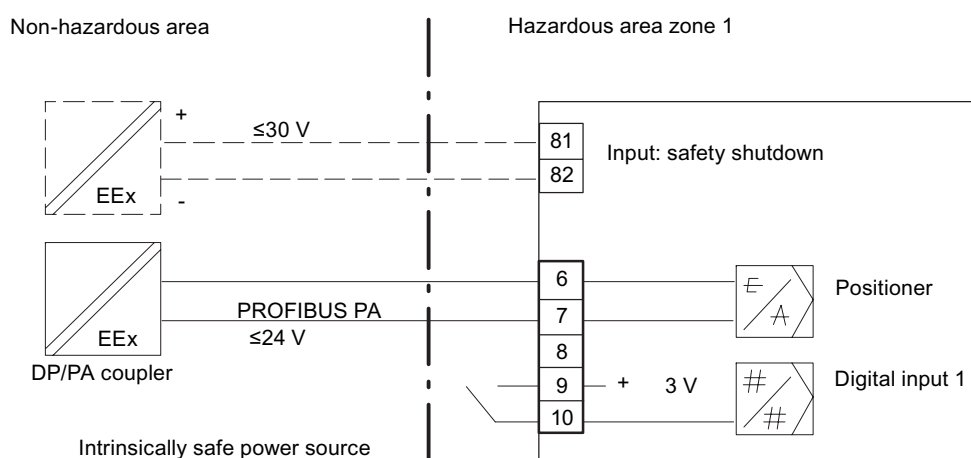 Non-hazardous area
Hazardous area zone 1
+
≤30 V
EEx
-
81
82
Input: safety shutdown
EEx
DP/PA coupler
PROFIBUS PA
≤24 V
6
7
8
9
10
+ 3 V
E
A
Positioner
#
#
Digital input 1
Intrinsically safe power source